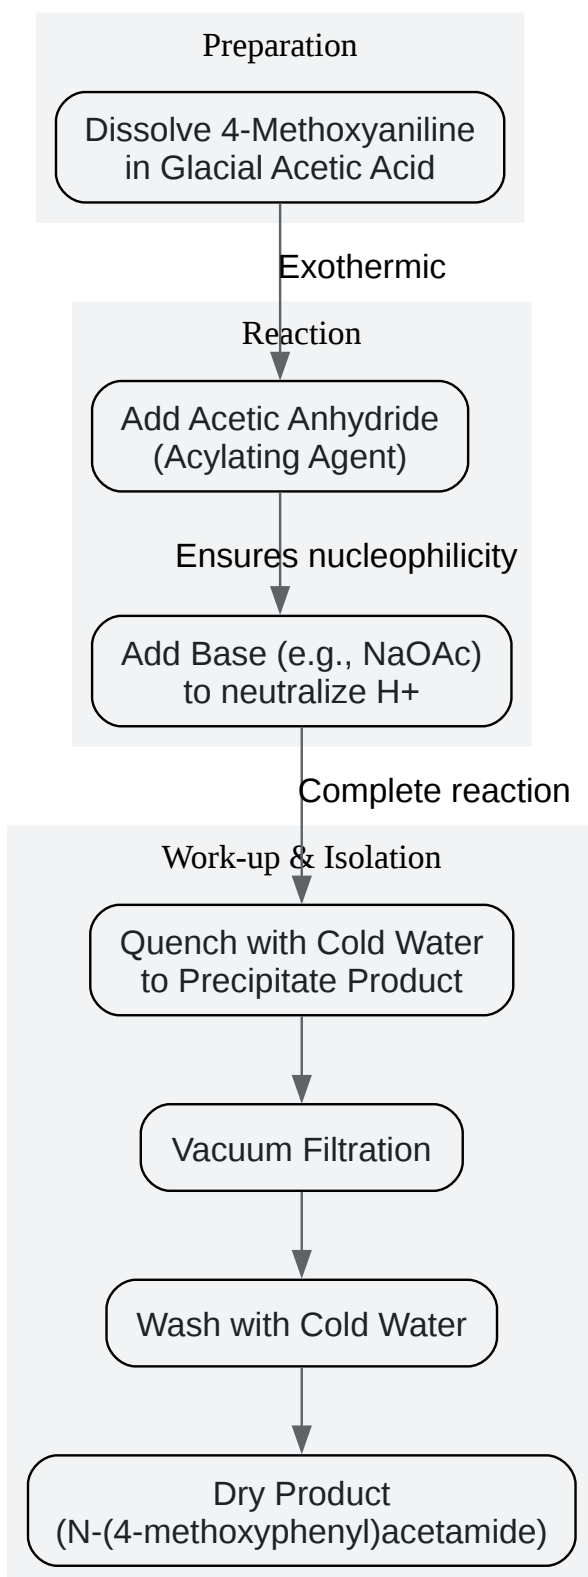 Preparation
Dissolve 4-Methoxyaniline
in Glacial Acetic Acid
Exothermic
Reaction
Add Acetic Anhydride
(Acylating Agent)
Ensures nucleophilicity
Add Base (e.g., NaOAc)
to neutralize H+
Complete reaction
Work-up & Isolation
Quench with Cold Water
to Precipitate Product
Vacuum Filtration
Wash with Cold Water
Dry Product
(N-(4-methoxyphenyl)acetamide)